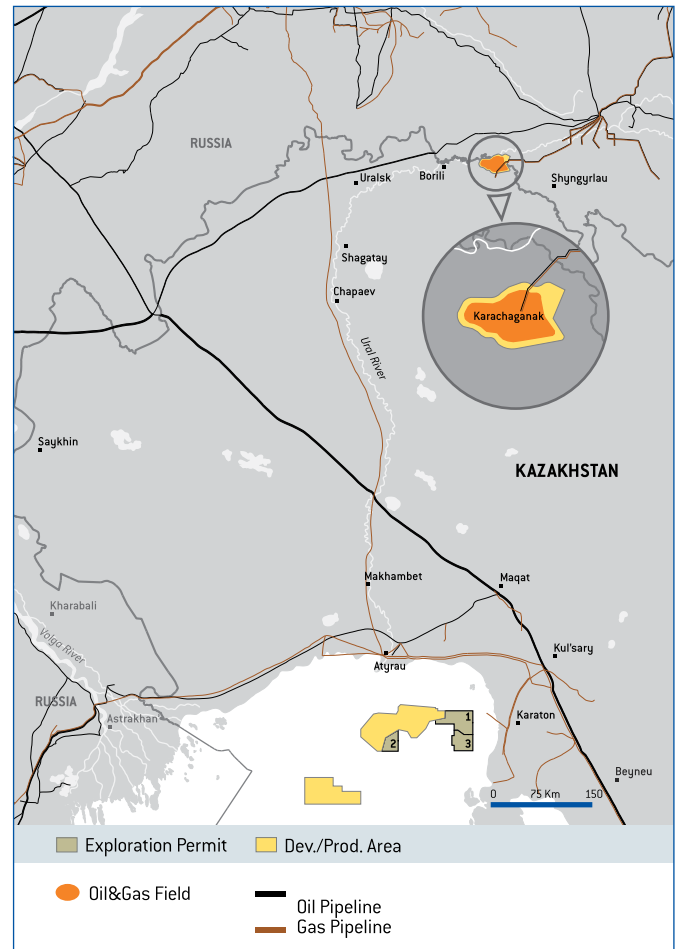 RUSSIA
Uralsk
Borili
Shyngyrlau
Shagatay
Chapaev
Karachaganak
Ural River
Saykhin
KAZAKHSTAN
Makhambet
Maqat
Kharabali
Volga River
Kul'sary
Atyrau
RUSSIA
Astrakhan
1
2
3
Karaton
Beyneu
0 75 Km 150
Exploration Permit
Dev./Prod. Area
Oil&Gas Field
Oil Pipeline
Gas Pipeline